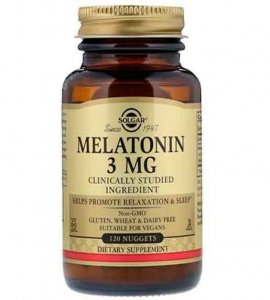 SOLGAR
Since 1947
MELATONIN
3 MG
CLINICALLY STUDIED
INGREDIENT
HELPS PROMOTE RELAXATION & SLEEP
Non-GMO
GLUTEN, WHEAT & DAIRY FREE
SUITABLE FOR VEGANS
120 NUGGETS
DIETARY SUPPLEMENT